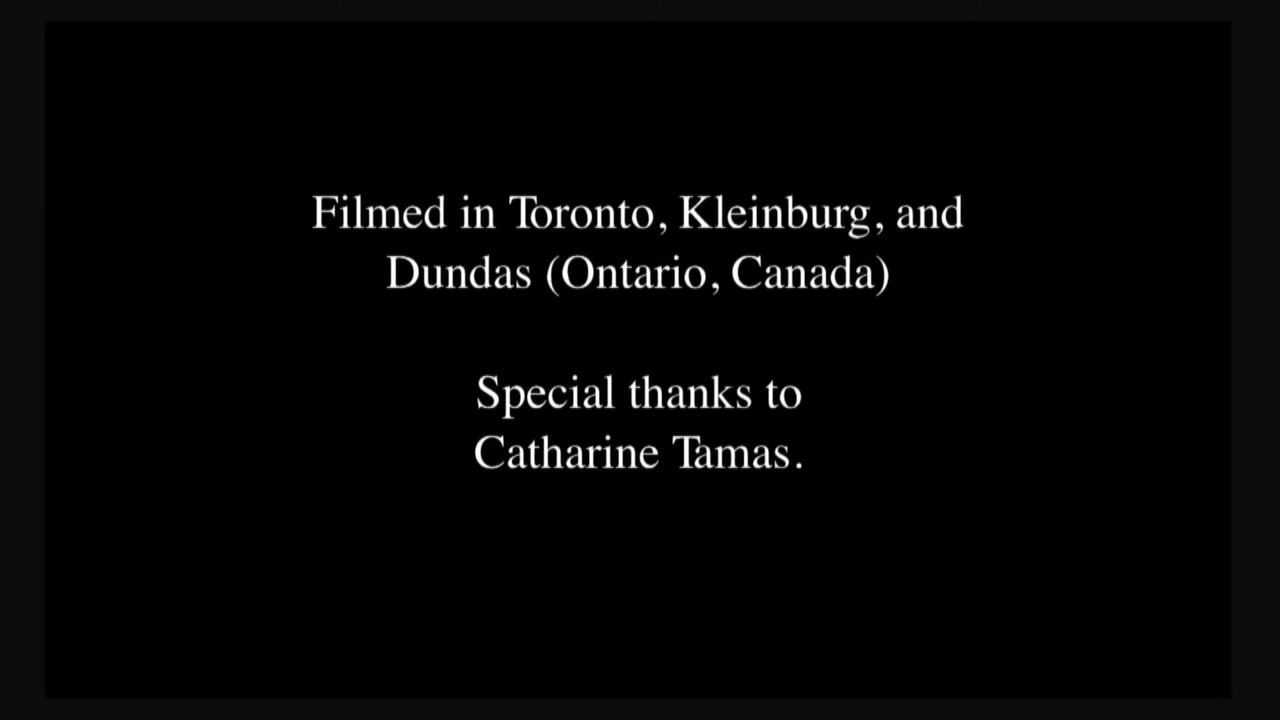 Filmed in Toronto, Kleinburg, and
Dundas (Ontario, Canada)
Special thanks to
Catharine Tamas.